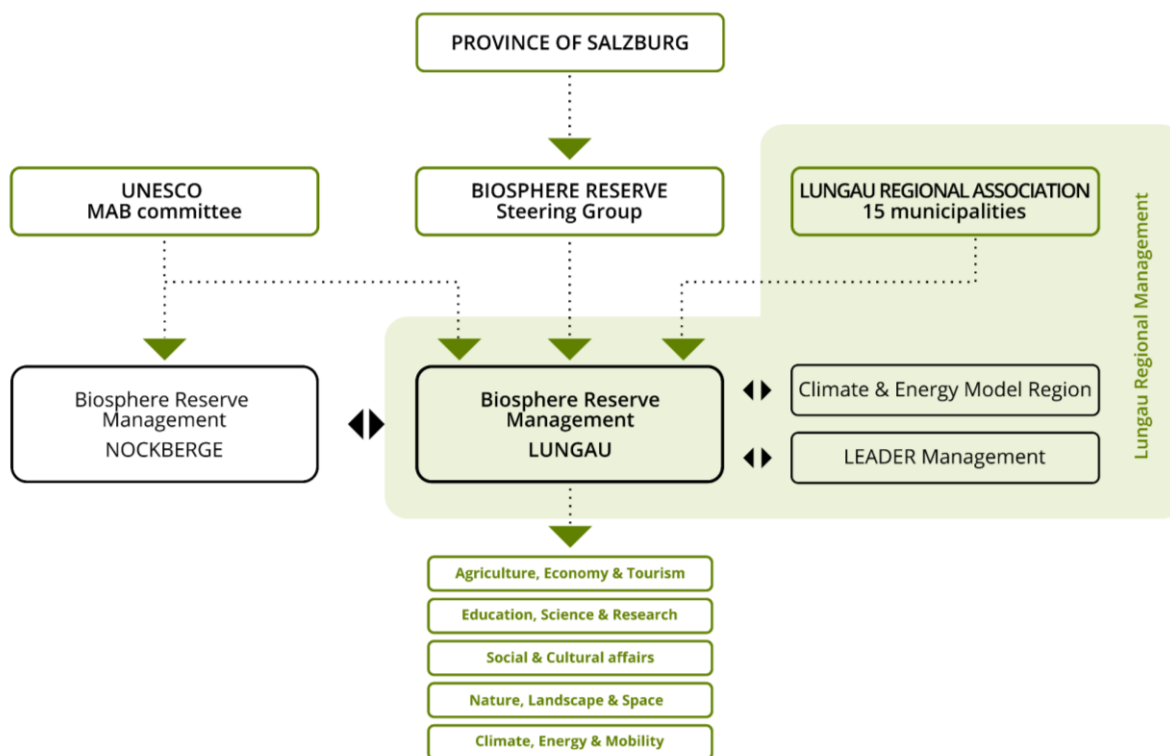 PROVINCE OF SALZBURG
UNESCO
MAB committee
BIOSPHERE RESERVE
Steering Group
LUNGAU REGIONAL ASSOCIATION
15 municipalities
Lungau Regional Management
Biosphere Reserve
Management
NOCKBERGE
Biosphere Reserve
Management
LUNGAU
Climate & Energy Model Region
LEADER Management
Agriculture, Economy & Tourism
Education, Science & Research
Social & Cultural affairs
Nature, Landscape & Space
Climate, Energy & Mobility